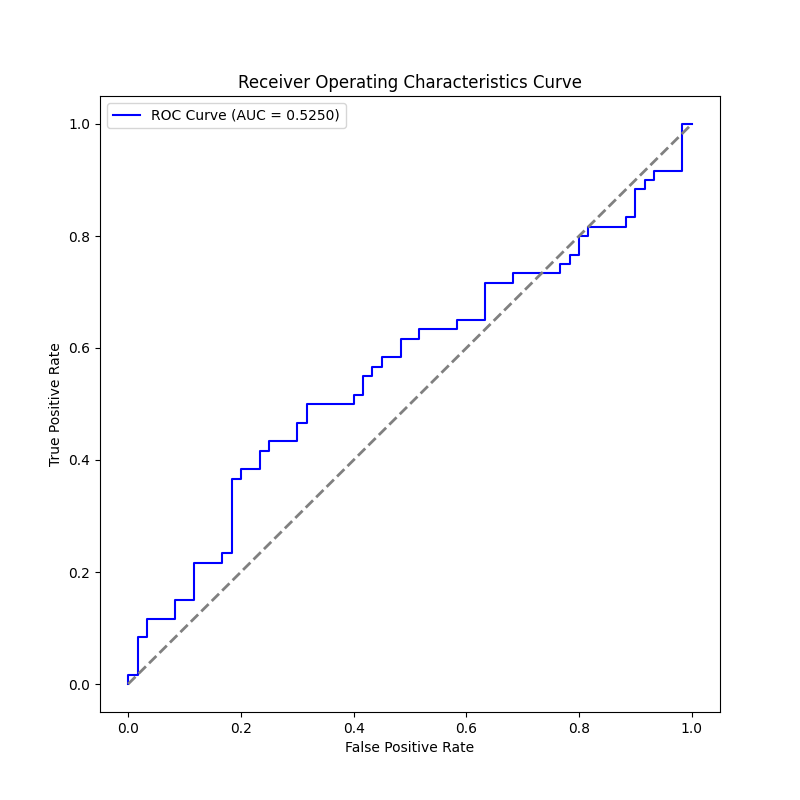 Receiver Operating Characteristics Curve
ROC Curve (AUC = 0.5250)
1.0
0.8
0.6
0.4
0.2
0.0
True Positive Rate
0.0 0.2 0.4 0.6 0.8 1.0
False Positive Rate